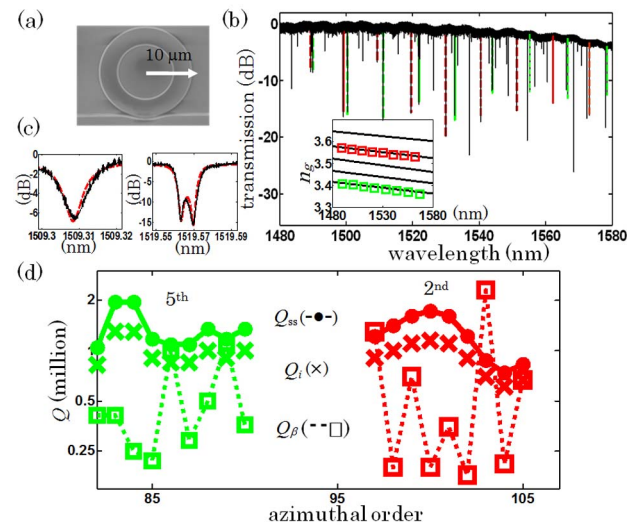 (a)
10 μm
(b)
transmission (dB)
0
-10
-20
-30
1480
1500
1520
1540
1560
1580
wavelength (nm)
n_g
3.6
3.5
3.4
3.3
1480
1530
1580
(nm)
(c)
(dB)
0
-2
-4
-6
1509.3
1509.31
1509.32
(nm)
(dB)
0
-5
-10
-15
1519.55
1519.57
1519.59
(nm)
(d)
Q (million)
2
1
0.5
0.25
5th
2nd
Q_ss(-●-)
Q_i(×)
Q_β(--□)
85
95
105
azimuthal order